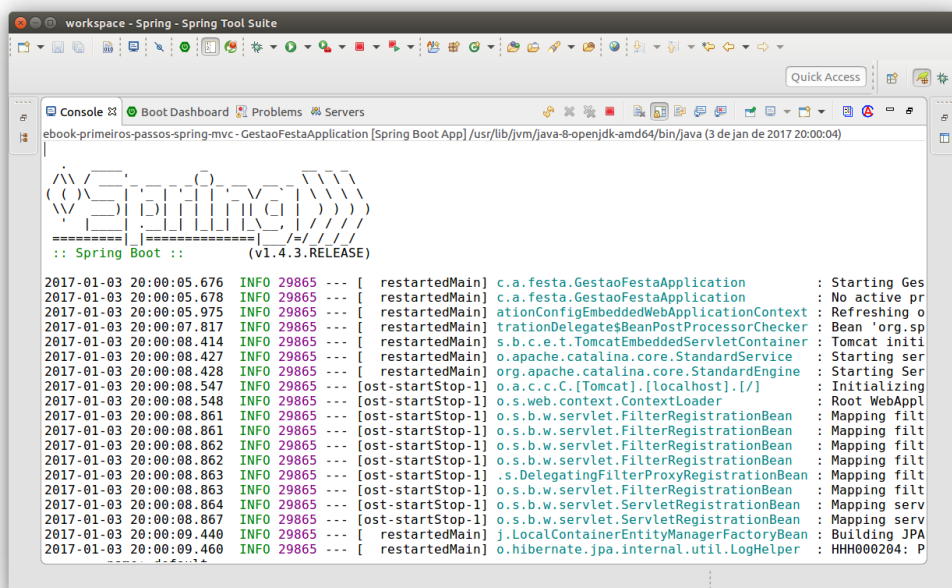 workspace - Spring - Spring Tool Suite
Quick Access
Console Boot Dashboard Problems Servers
ebook-primeiros-passos-spring-mvc - GestaoFestaApplication [Spring Boot App] /usr/lib/jvm/java-8-openjdk-amd64/bin/java (3 de jan de 2017 20:00:04)
Spring
:: Spring Boot :: (v1.4.3.RELEASE)
2017-01-03 20:00:05.676 INFO 29865 --- [ restartedMain] c.a.festa.GestaoFestaApplication : Starting Ges
2017-01-03 20:00:05.678 INFO 29865 --- [ restartedMain] c.a.festa.GestaoFestaApplication : No active pr
2017-01-03 20:00:05.975 INFO 29865 --- [ restartedMain] ationConfigEmbeddedWebApplicationContext : Refreshing o
2017-01-03 20:00:07.817 INFO 29865 --- [ restartedMain] trationDelegate$BeanPostProcessorChecker : Bean 'org.sp
2017-01-03 20:00:08.414 INFO 29865 --- [ restartedMain] s.b.c.e.t.TomcatEmbeddedServletContainer : Tomcat initi
2017-01-03 20:00:08.427 INFO 29865 --- [ restartedMain] o.apache.catalina.core.StandardService : Starting ser
2017-01-03 20:00:08.428 INFO 29865 --- [ restartedMain] org.apache.catalina.core.StandardEngine : Starting Ser
2017-01-03 20:00:08.547 INFO 29865 --- [ost-startStop-1] o.a.c.c.C.[Tomcat].[localhost].[/] : Initializing
2017-01-03 20:00:08.548 INFO 29865 --- [ost-startStop-1] o.s.web.context.ContextLoader : Root WebAppl
2017-01-03 20:00:08.861 INFO 29865 --- [ost-startStop-1] o.s.b.w.servlet.FilterRegistrationBean : Mapping filt
2017-01-03 20:00:08.861 INFO 29865 --- [ost-startStop-1] o.s.b.w.servlet.FilterRegistrationBean : Mapping filt
2017-01-03 20:00:08.862 INFO 29865 --- [ost-startStop-1] o.s.b.w.servlet.FilterRegistrationBean : Mapping filt
2017-01-03 20:00:08.862 INFO 29865 --- [ost-startStop-1] o.s.b.w.servlet.FilterRegistrationBean : Mapping filt
2017-01-03 20:00:08.863 INFO 29865 --- [ost-startStop-1] .s.DelegatingFilterProxyRegistrationBean : Mapping filt
2017-01-03 20:00:08.863 INFO 29865 --- [ost-startStop-1] o.s.b.w.servlet.FilterRegistrationBean : Mapping filt
2017-01-03 20:00:08.864 INFO 29865 --- [ost-startStop-1] o.s.b.w.servlet.ServletRegistrationBean : Mapping serv
2017-01-03 20:00:08.867 INFO 29865 --- [ost-startStop-1] o.s.b.w.servlet.ServletRegistrationBean : Mapping serv
2017-01-03 20:00:09.440 INFO 29865 --- [ restartedMain] j.LocalContainerEntityManagerFactoryBean : Building JPA
2017-01-03 20:00:09.460 INFO 29865 --- [ restartedMain] o.hibernate.jpa.internal.util.LogHelper : HHH000204: P